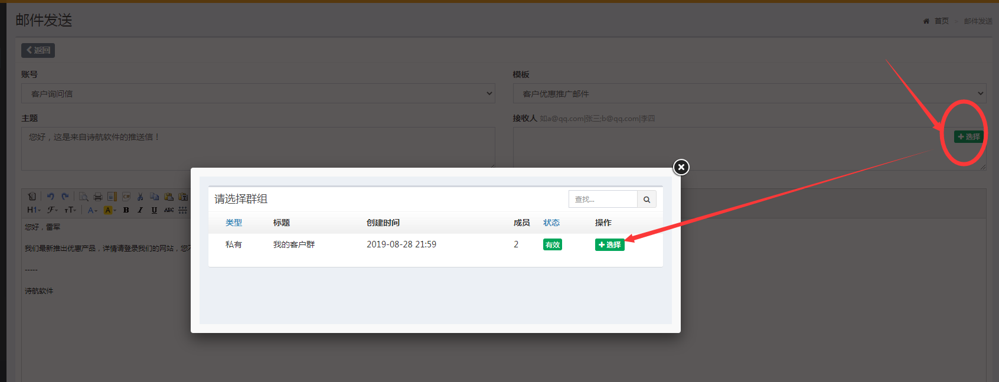 邮件发送
首页 > 邮件发送
返回
账号
模板
客户询问信
客户优惠推广邮件
主题
接收人 如a@qq.com|张三;b@qq.com|李四
您好，这是来自诗航软件的推送信！
选择
请选择群组
查找...
类型 标题 创建时间 成员 状态 操作
私有 我的客户群 2019-08-28 21:59 2 有效 选择
H1 F TT A A B I U ABC
您好，雷军
我们最新推出优惠产品，详情请登录我们的网站，您
-----
诗航软件